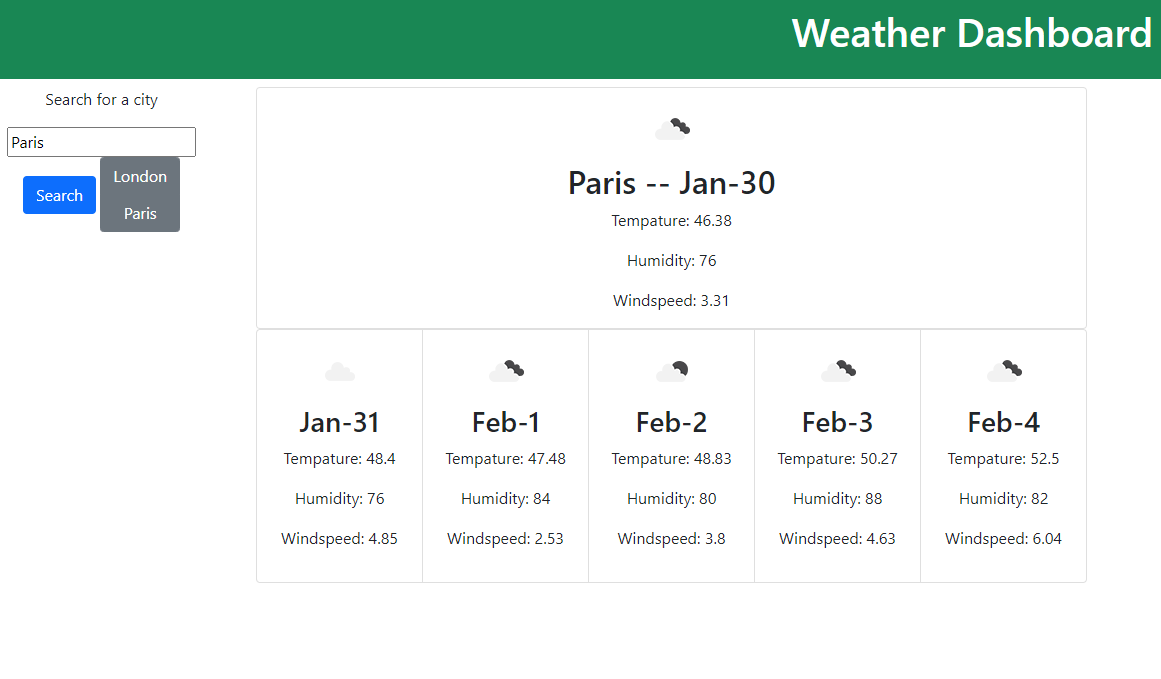 Weather Dashboard
Search for a city
Paris
Search
London
Paris
Paris -- Jan-30
Tempature: 46.38
Humidity: 76
Windspeed: 3.31
Jan-31
Tempature: 48.4
Humidity: 76
Windspeed: 4.85
Feb-1
Tempature: 47.48
Humidity: 84
Windspeed: 2.53
Feb-2
Tempature: 48.83
Humidity: 80
Windspeed: 3.8
Feb-3
Tempature: 50.27
Humidity: 88
Windspeed: 4.63
Feb-4
Tempature: 52.5
Humidity: 82
Windspeed: 6.04